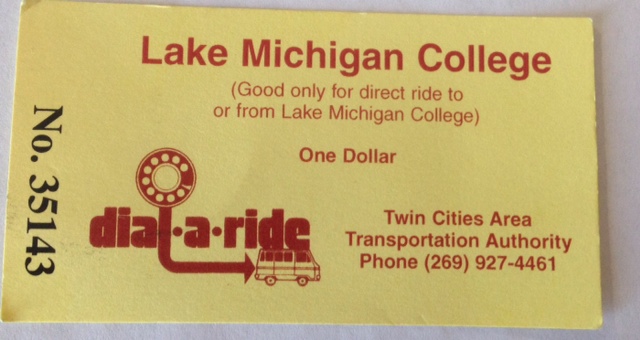 Lake Michigan College
(Good only for direct ride to
or from Lake Michigan College)
One Dollar
No. 35143
dial·a·ride
Twin Cities Area
Transportation Authority
Phone (269) 927-4461